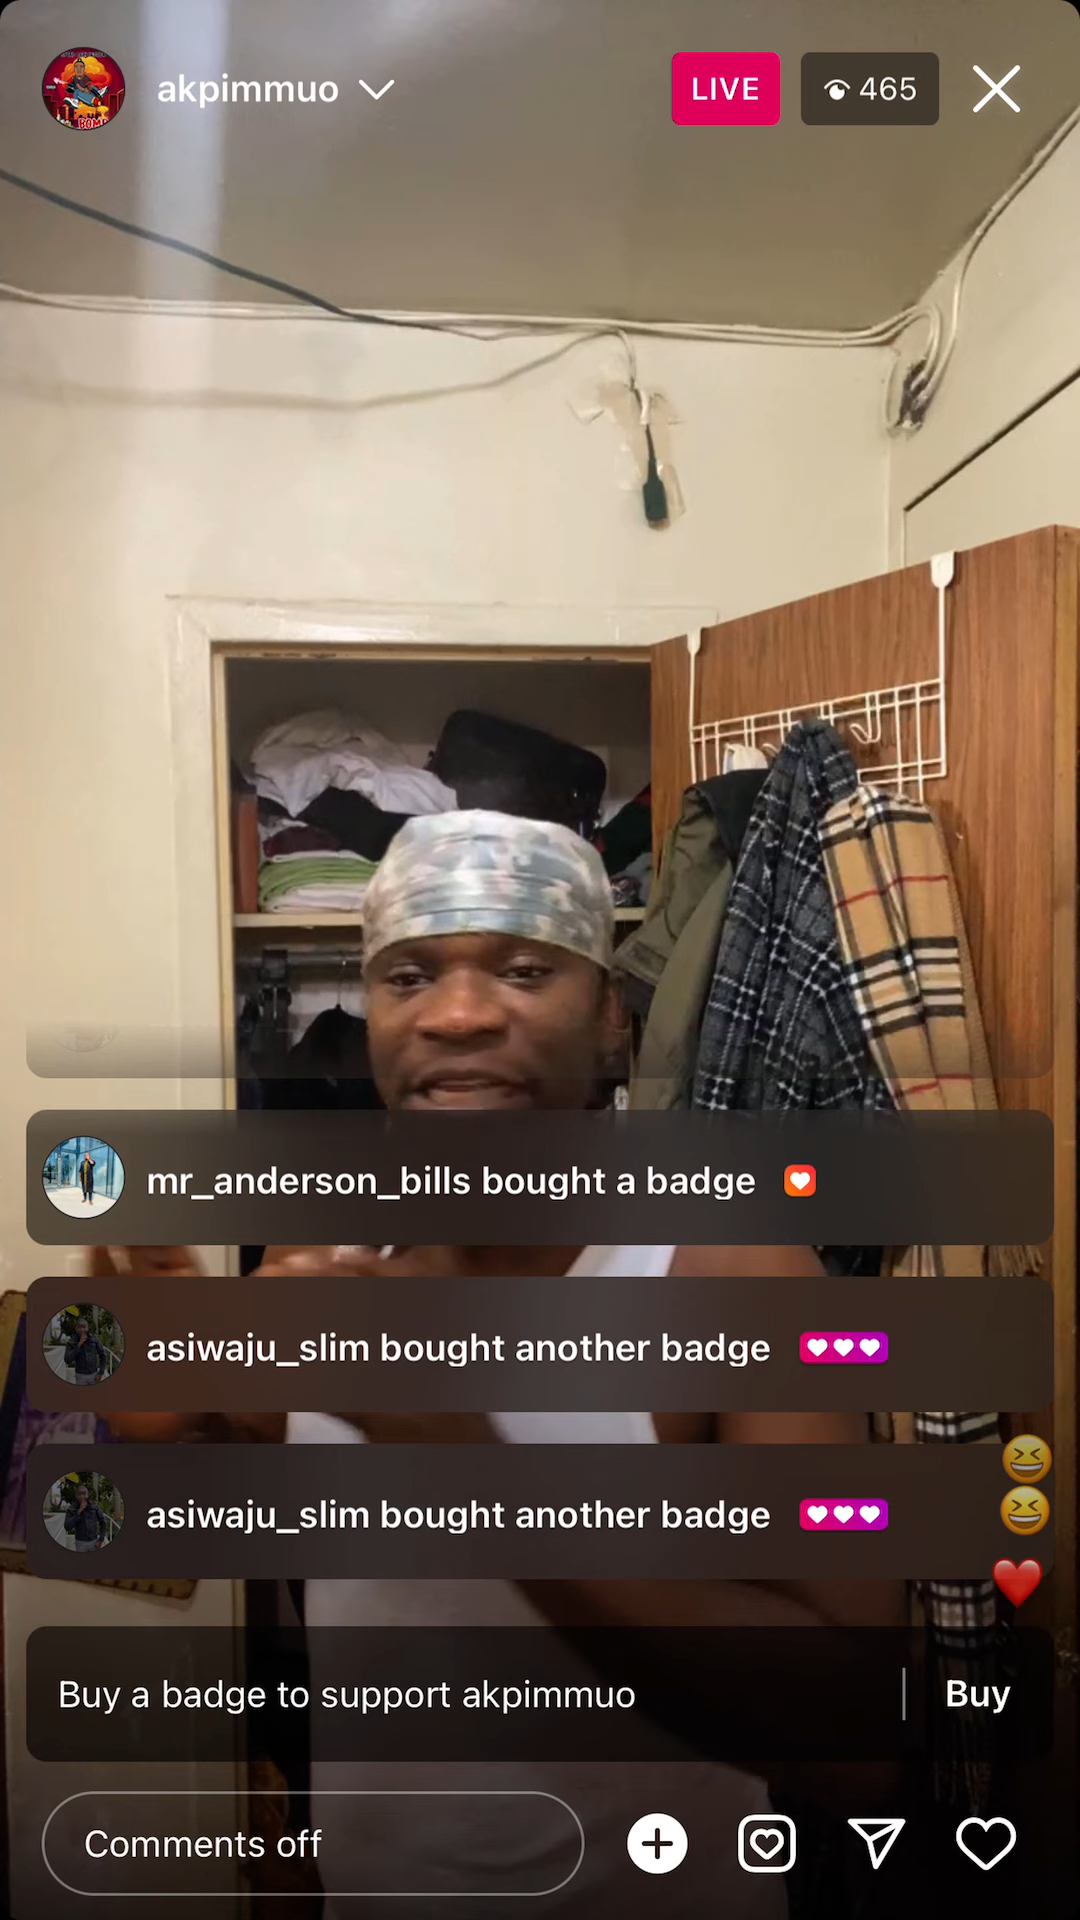 akpimmuo
LIVE
465
BOMB
mr_anderson_bills bought a badge
asiwaju_slim bought another badge
asiwaju_slim bought another badge
Buy a badge to support akpimmuo
Buy
Comments off